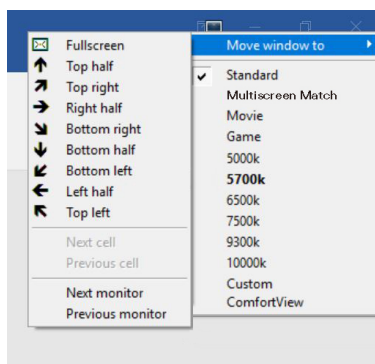 Fullscreen
Top half
Top right
Right half
Bottom right
Bottom half
Bottom left
Left half
Top left
Next cell
Previous cell
Next monitor
Previous monitor
Move window to
Standard
Multiscreen Match
Movie
Game
5000k
5700k
6500k
7500k
9300k
10000k
Custom
ComfortView